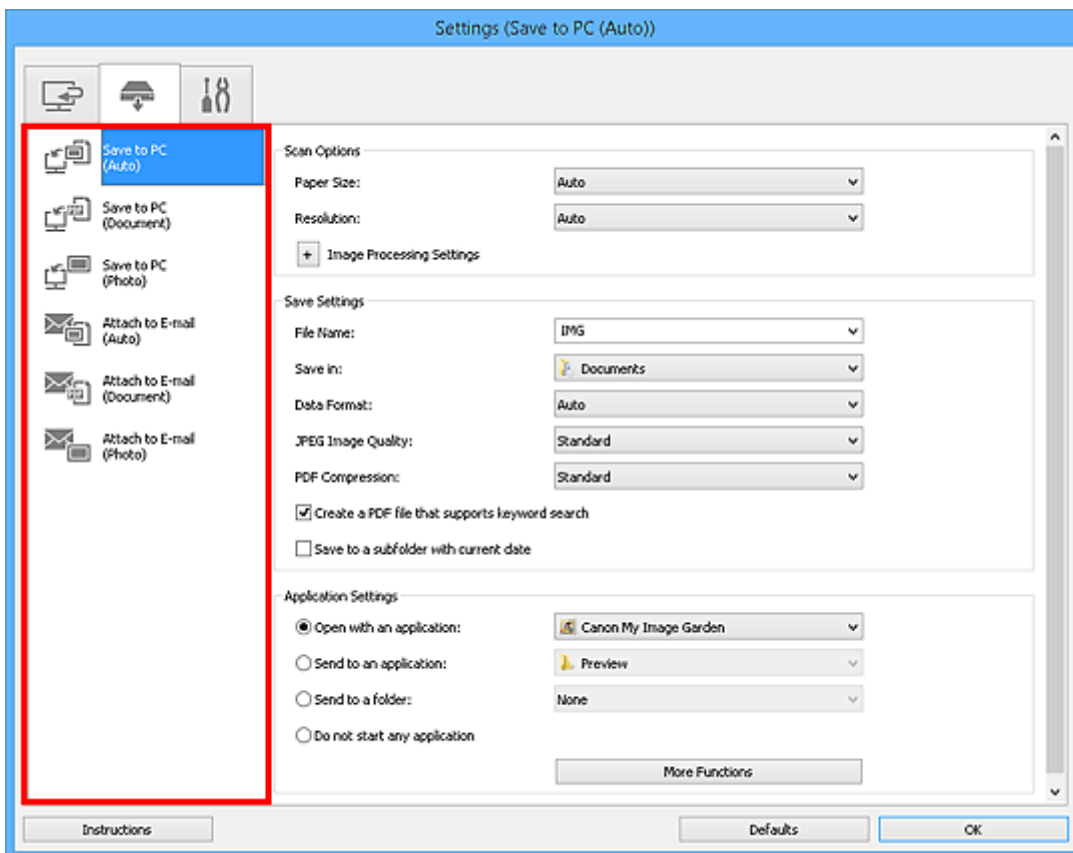 Settings (Save to PC (Auto))
Save to PC
(Auto)
Save to PC
(Document)
Save to PC
(Photo)
Attach to E-mail
(Auto)
Attach to E-mail
(Document)
Attach to E-mail
(Photo)
Scan Options
Paper Size: Auto
Resolution: Auto
+ Image Processing Settings
Save Settings
File Name: IMG
Save in: Documents
Data Format: Auto
JPEG Image Quality: Standard
PDF Compression: Standard
Create a PDF file that supports keyword search
Save to a subfolder with current date
Application Settings
Open with an application: Canon My Image Garden
Send to an application: Preview
Send to a folder: None
Do not start any application
More Functions
Instructions Defaults OK